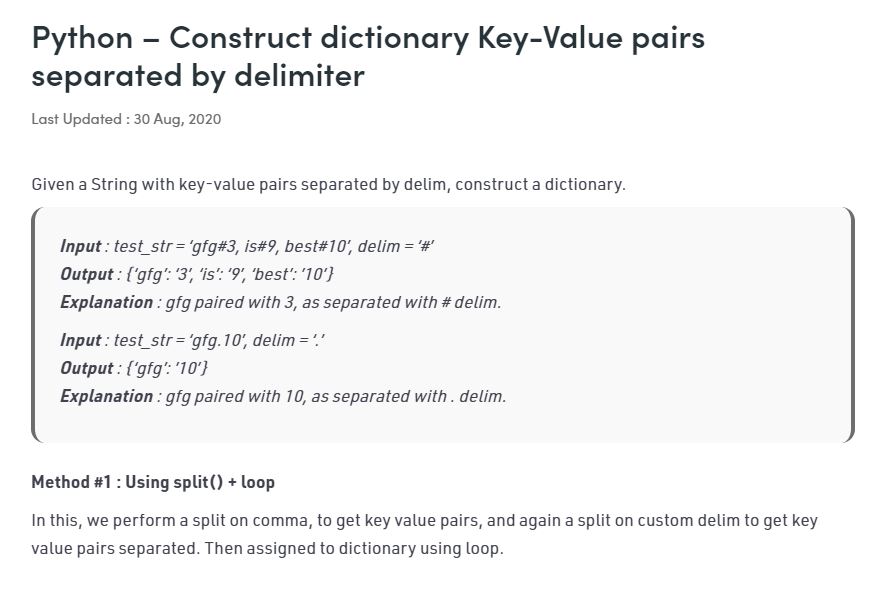 Python – Construct dictionary Key-Value pairs
separated by delimiter
Last Updated : 30 Aug, 2020
Given a String with key-value pairs separated by delim, construct a dictionary.
Input : test_str = ‘gfg#3, is#9, best#10’, delim = ‘#’
Output : {‘gfg’: ‘3’, ‘is’: ‘9’, ‘best’: ’10’}
Explanation : gfg paired with 3, as separated with # delim.
Input : test_str = ‘gfg.10’, delim = ‘.’
Output : {‘gfg’: ’10’}
Explanation : gfg paired with 10, as separated with . delim.
Method #1 : Using split() + loop
In this, we perform a split on comma, to get key value pairs, and again a split on custom delim to get key
value pairs separated. Then assigned to dictionary using loop.